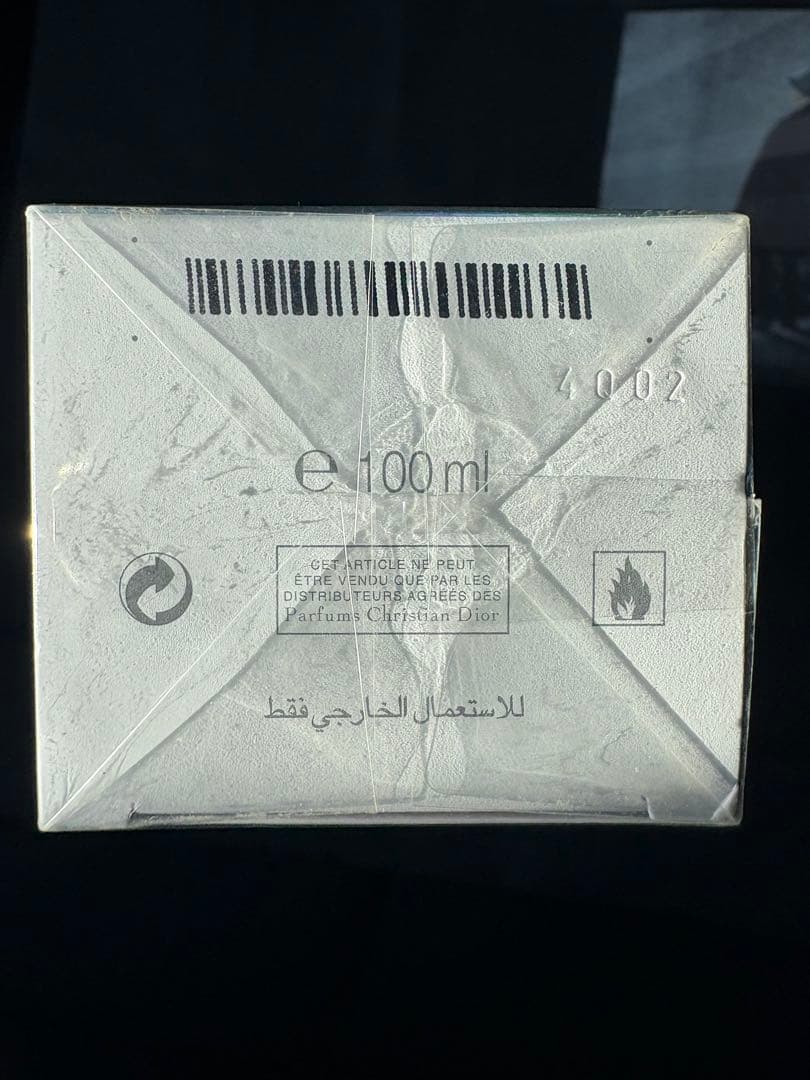 4002
℮ 100 ml
CET ARTICLE NE PEUT
ÊTRE VENDU QUE PAR LES
DISTRIBUTEURS AGRÉÉS DES
Parfums Christian Dior
للاستعمال الخارجي فقط